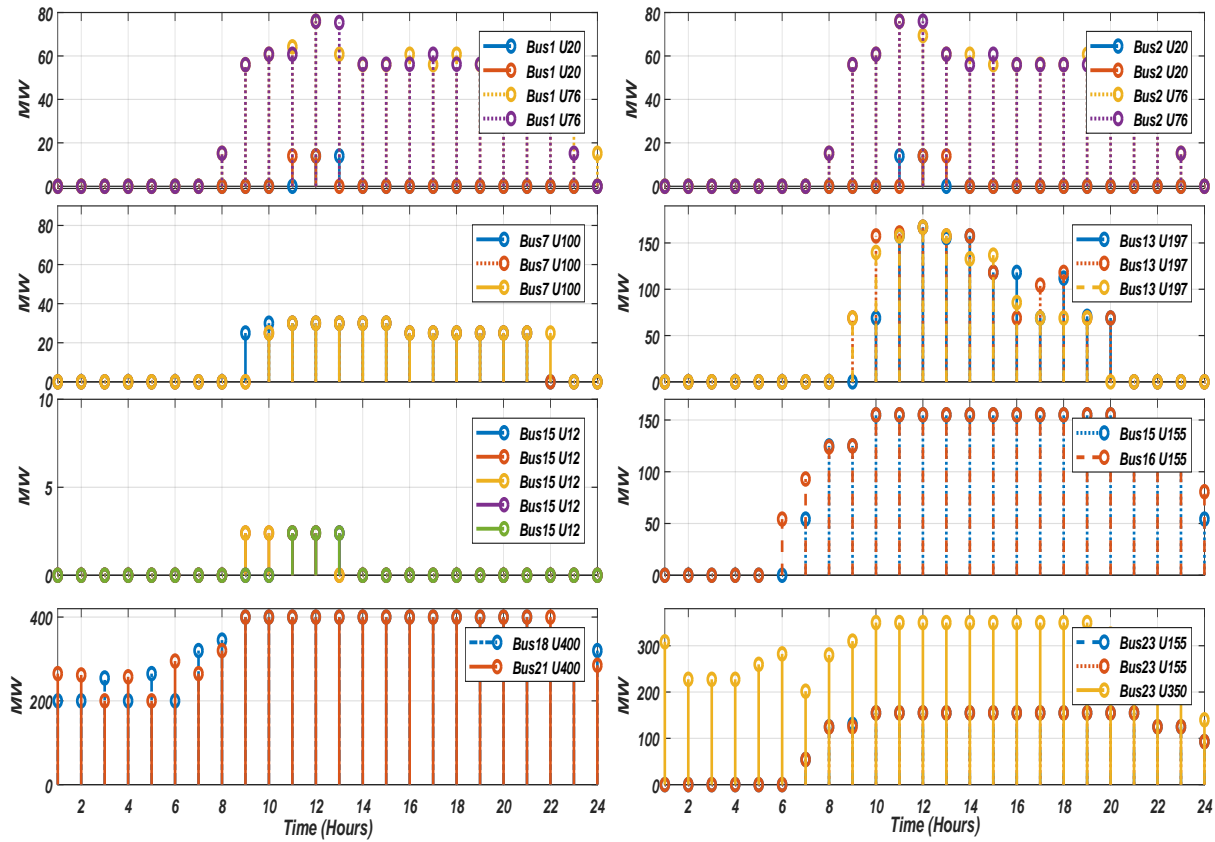 80
60
40
20
0
MW
Bus1 U20
Bus1 U20
Bus1 U76
Bus1 U76
80
60
40
20
0
MW
Bus2 U20
Bus2 U20
Bus2 U76
Bus2 U76
80
60
40
20
0
MW
Bus7 U100
Bus7 U100
Bus7 U100
150
100
50
0
MW
Bus13 U197
Bus13 U197
Bus13 U197
10
5
0
MW
Bus15 U12
Bus15 U12
Bus15 U12
Bus15 U12
Bus15 U12
150
100
50
0
MW
Bus15 U155
Bus16 U155
400
200
0
MW
Bus18 U400
Bus21 U400
2 4 6 8 10 12 14 16 18 20 22 24
Time (Hours)
300
200
100
0
MW
Bus23 U155
Bus23 U155
Bus23 U350
2 4 6 8 10 12 14 16 18 20 22 24
Time (Hours)